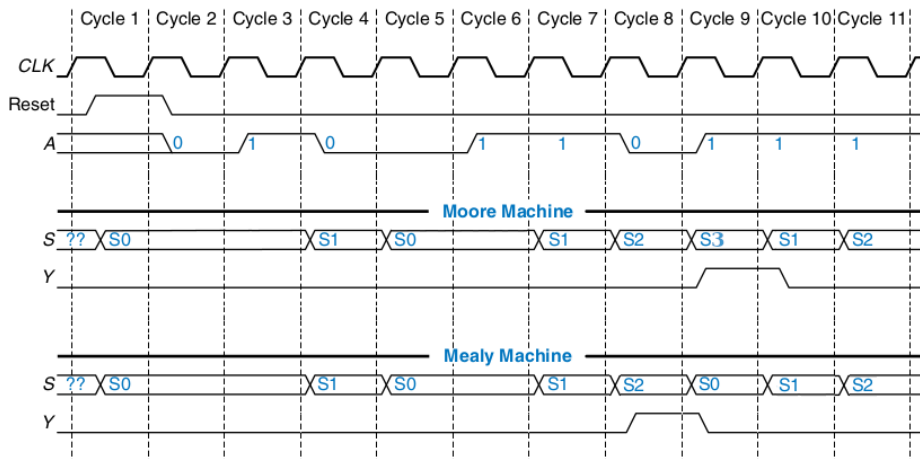 Cycle 1 Cycle 2 Cycle 3 Cycle 4 Cycle 5 Cycle 6 Cycle 7 Cycle 8 Cycle 9 Cycle 10 Cycle 11
CLK
Reset
A 0 1 0 1 1 0 1 1 1
Moore Machine
S ?? S0 S1 S0 S1 S2 S3 S1 S2
Y
Mealy Machine
S ?? S0 S1 S0 S1 S2 S0 S1 S2
Y